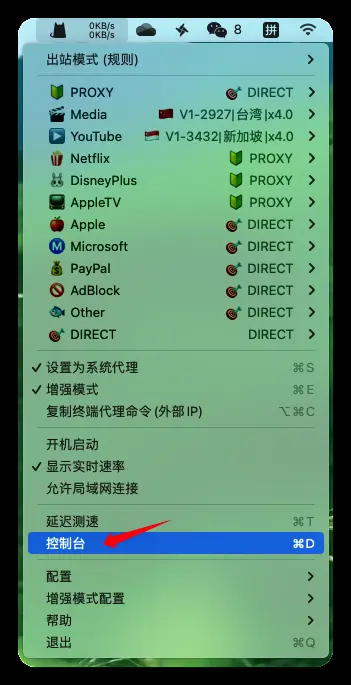 0KB/s
0KB/s
8
拼
出站模式 (规则)
PROXY DIRECT
Media V1-2927|台湾|x4.0
YouTube V1-3432|新加坡|x4.0
Netflix PROXY
DisneyPlus PROXY
AppleTV PROXY
Apple DIRECT
M Microsoft DIRECT
PayPal DIRECT
AdBlock DIRECT
Other DIRECT
DIRECT DIRECT
设置为系统代理 ⌘S
增强模式 ⌘E
复制终端代理命令 (外部IP) ⌥⌘C
开机启动
显示实时速率
允许局域网连接
延迟测速 ⌘T
控制台 ⌘D
配置
增强模式配置
帮助
退出 ⌘Q